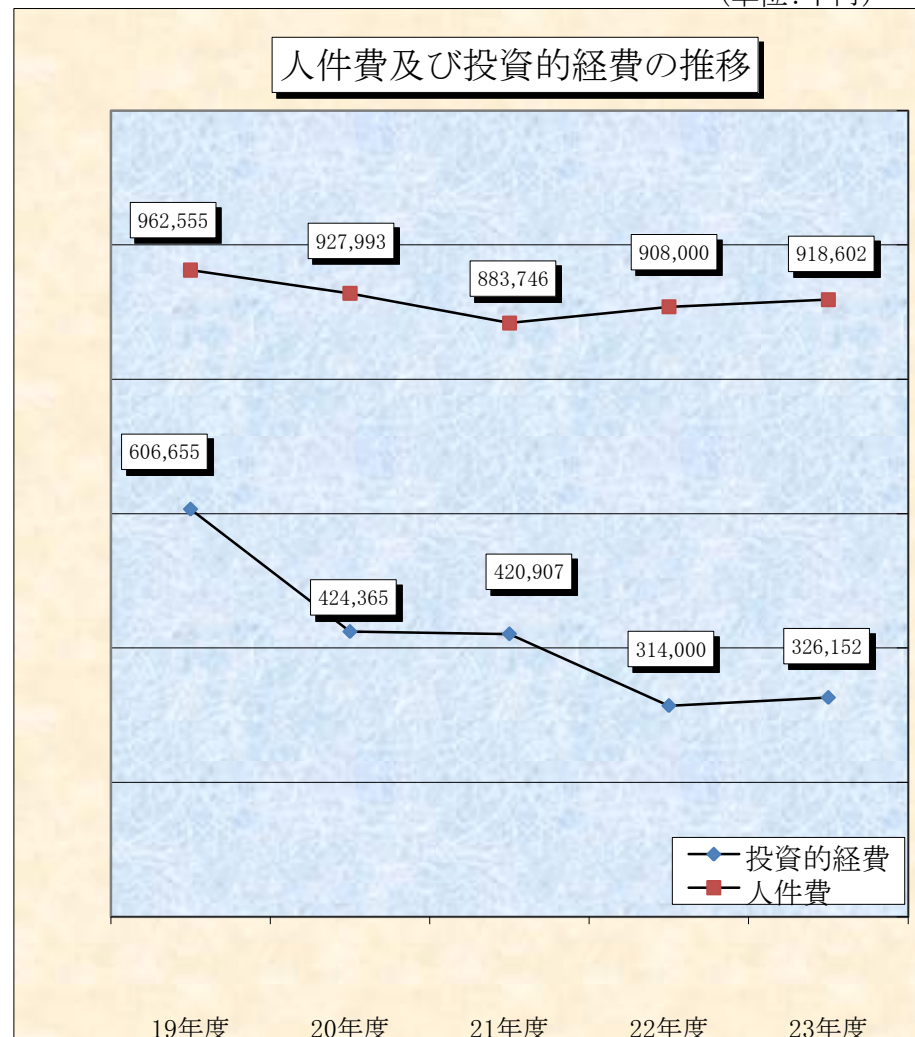 人件費及び投資的経費の推移
962,555
927,993
883,746
908,000
918,602
606,655
424,365
420,907
314,000
326,152
投資的経費
人件費
19年度 20年度 21年度 22年度 23年度